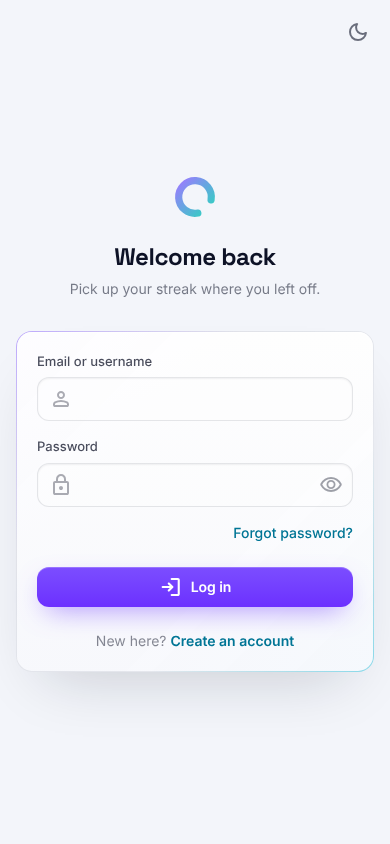 Welcome back
Pick up your streak where you left off.
Email or username
Password
Forgot password?
Log in
New here? Create an account